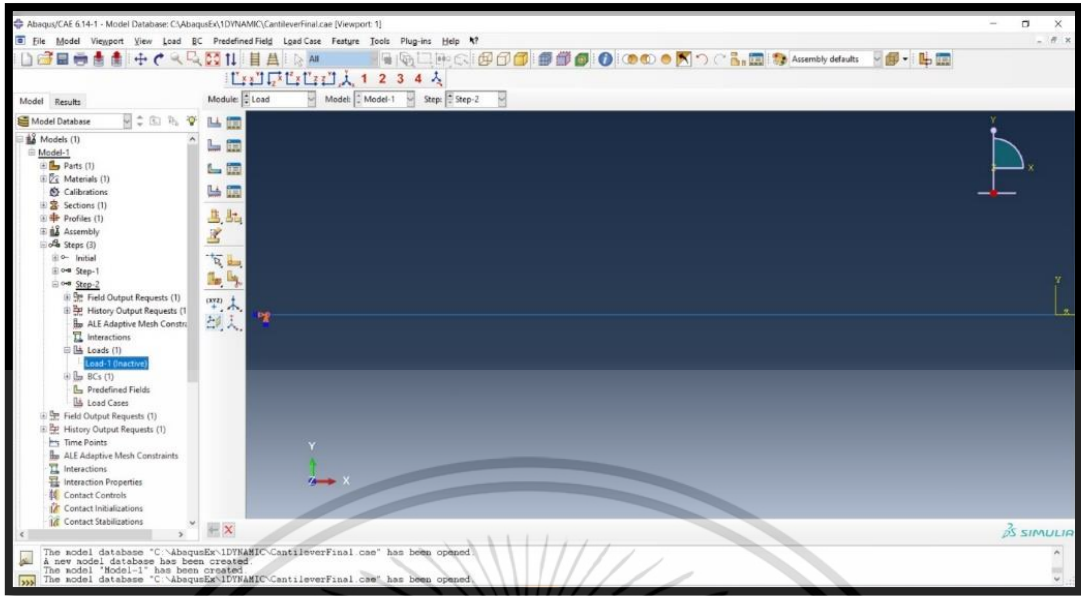 Abaqus/CAE 6.14-1 - Model Database: C:\AbaqusEx\1DYNAMIC\CantileverFinal.cae [Viewport: 1]
File Model Viewport View Load BC Predefined Field Load Case Feature Tools Plug-ins Help
All
Assembly defaults
1 2 3 4
Model Results
Module: Load Model: Model-1 Step: Step-2
Model Database
Models (1)
Model-1
Parts (1)
Materials (1)
Calibrations
Sections (1)
Profiles (1)
Assembly
Steps (3)
Initial
Step-1
Step-2
Field Output Requests (1)
History Output Requests (1
ALE Adaptive Mesh Constra
Interactions
Loads (1)
Load-1 (Inactive)
BCs (1)
Predefined Fields
Load Cases
Field Output Requests (1)
History Output Requests (1)
Time Points
ALE Adaptive Mesh Constraints
Interactions
Interaction Properties
Contact Controls
Contact Initializations
Contact Stabilizations
(XYZ)
Y
X
Z
Y
Y
X
SIMULIA
The model database "C:\AbaqusEx\1DYNAMIC\CantileverFinal.cae" has been opened.
A new model database has been created.
The model "Model-1" has been created.
The model database "C:\AbaqusEx\1DYNAMIC\CantileverFinal.cae" has been opened.